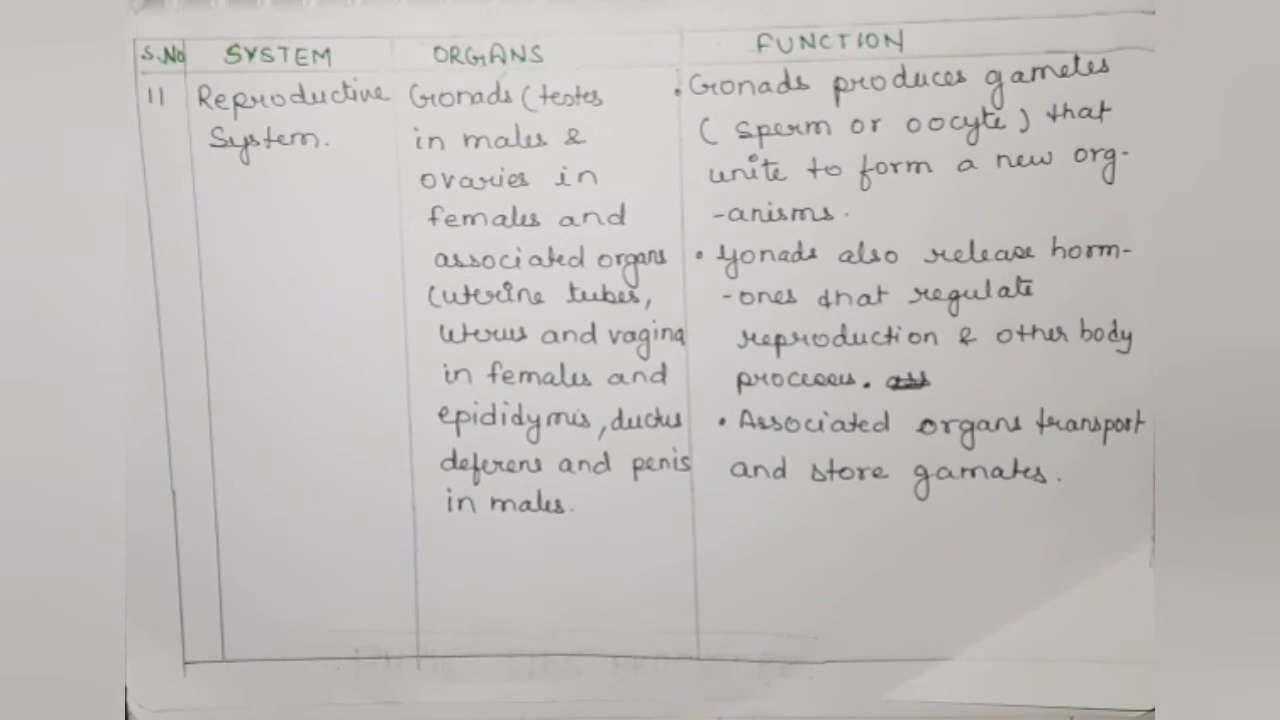 S.No SYSTEM ORGANS FUNCTION
11 Reproductive System.
Gonads (testes
in males &
ovaries in
females and
associated organs
(uterine tubes,
uterus and vagina
in females and
epididymis, ductus
deferens and penis
in males.
• Gonads produces gametes
( sperm or oocyte) that
unite to form a new org-
-anisms.
• gonads also release horm-
-ones that regulate
reproduction & other body
processes.
• Associated organs transport
and store gamates.